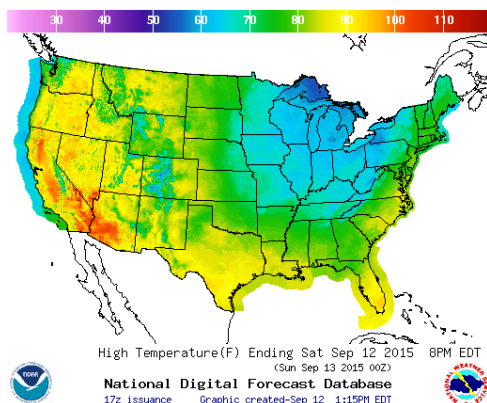 30 40 50 60 70 80 90 100 110
High Temperature(F) Ending Sat Sep 12 2015 8PM EDT
(Sun Sep 13 2015 00Z)
National Digital Forecast Database
17z issuance Graphic created-Sep 12 1:15PM EDT
NOAA